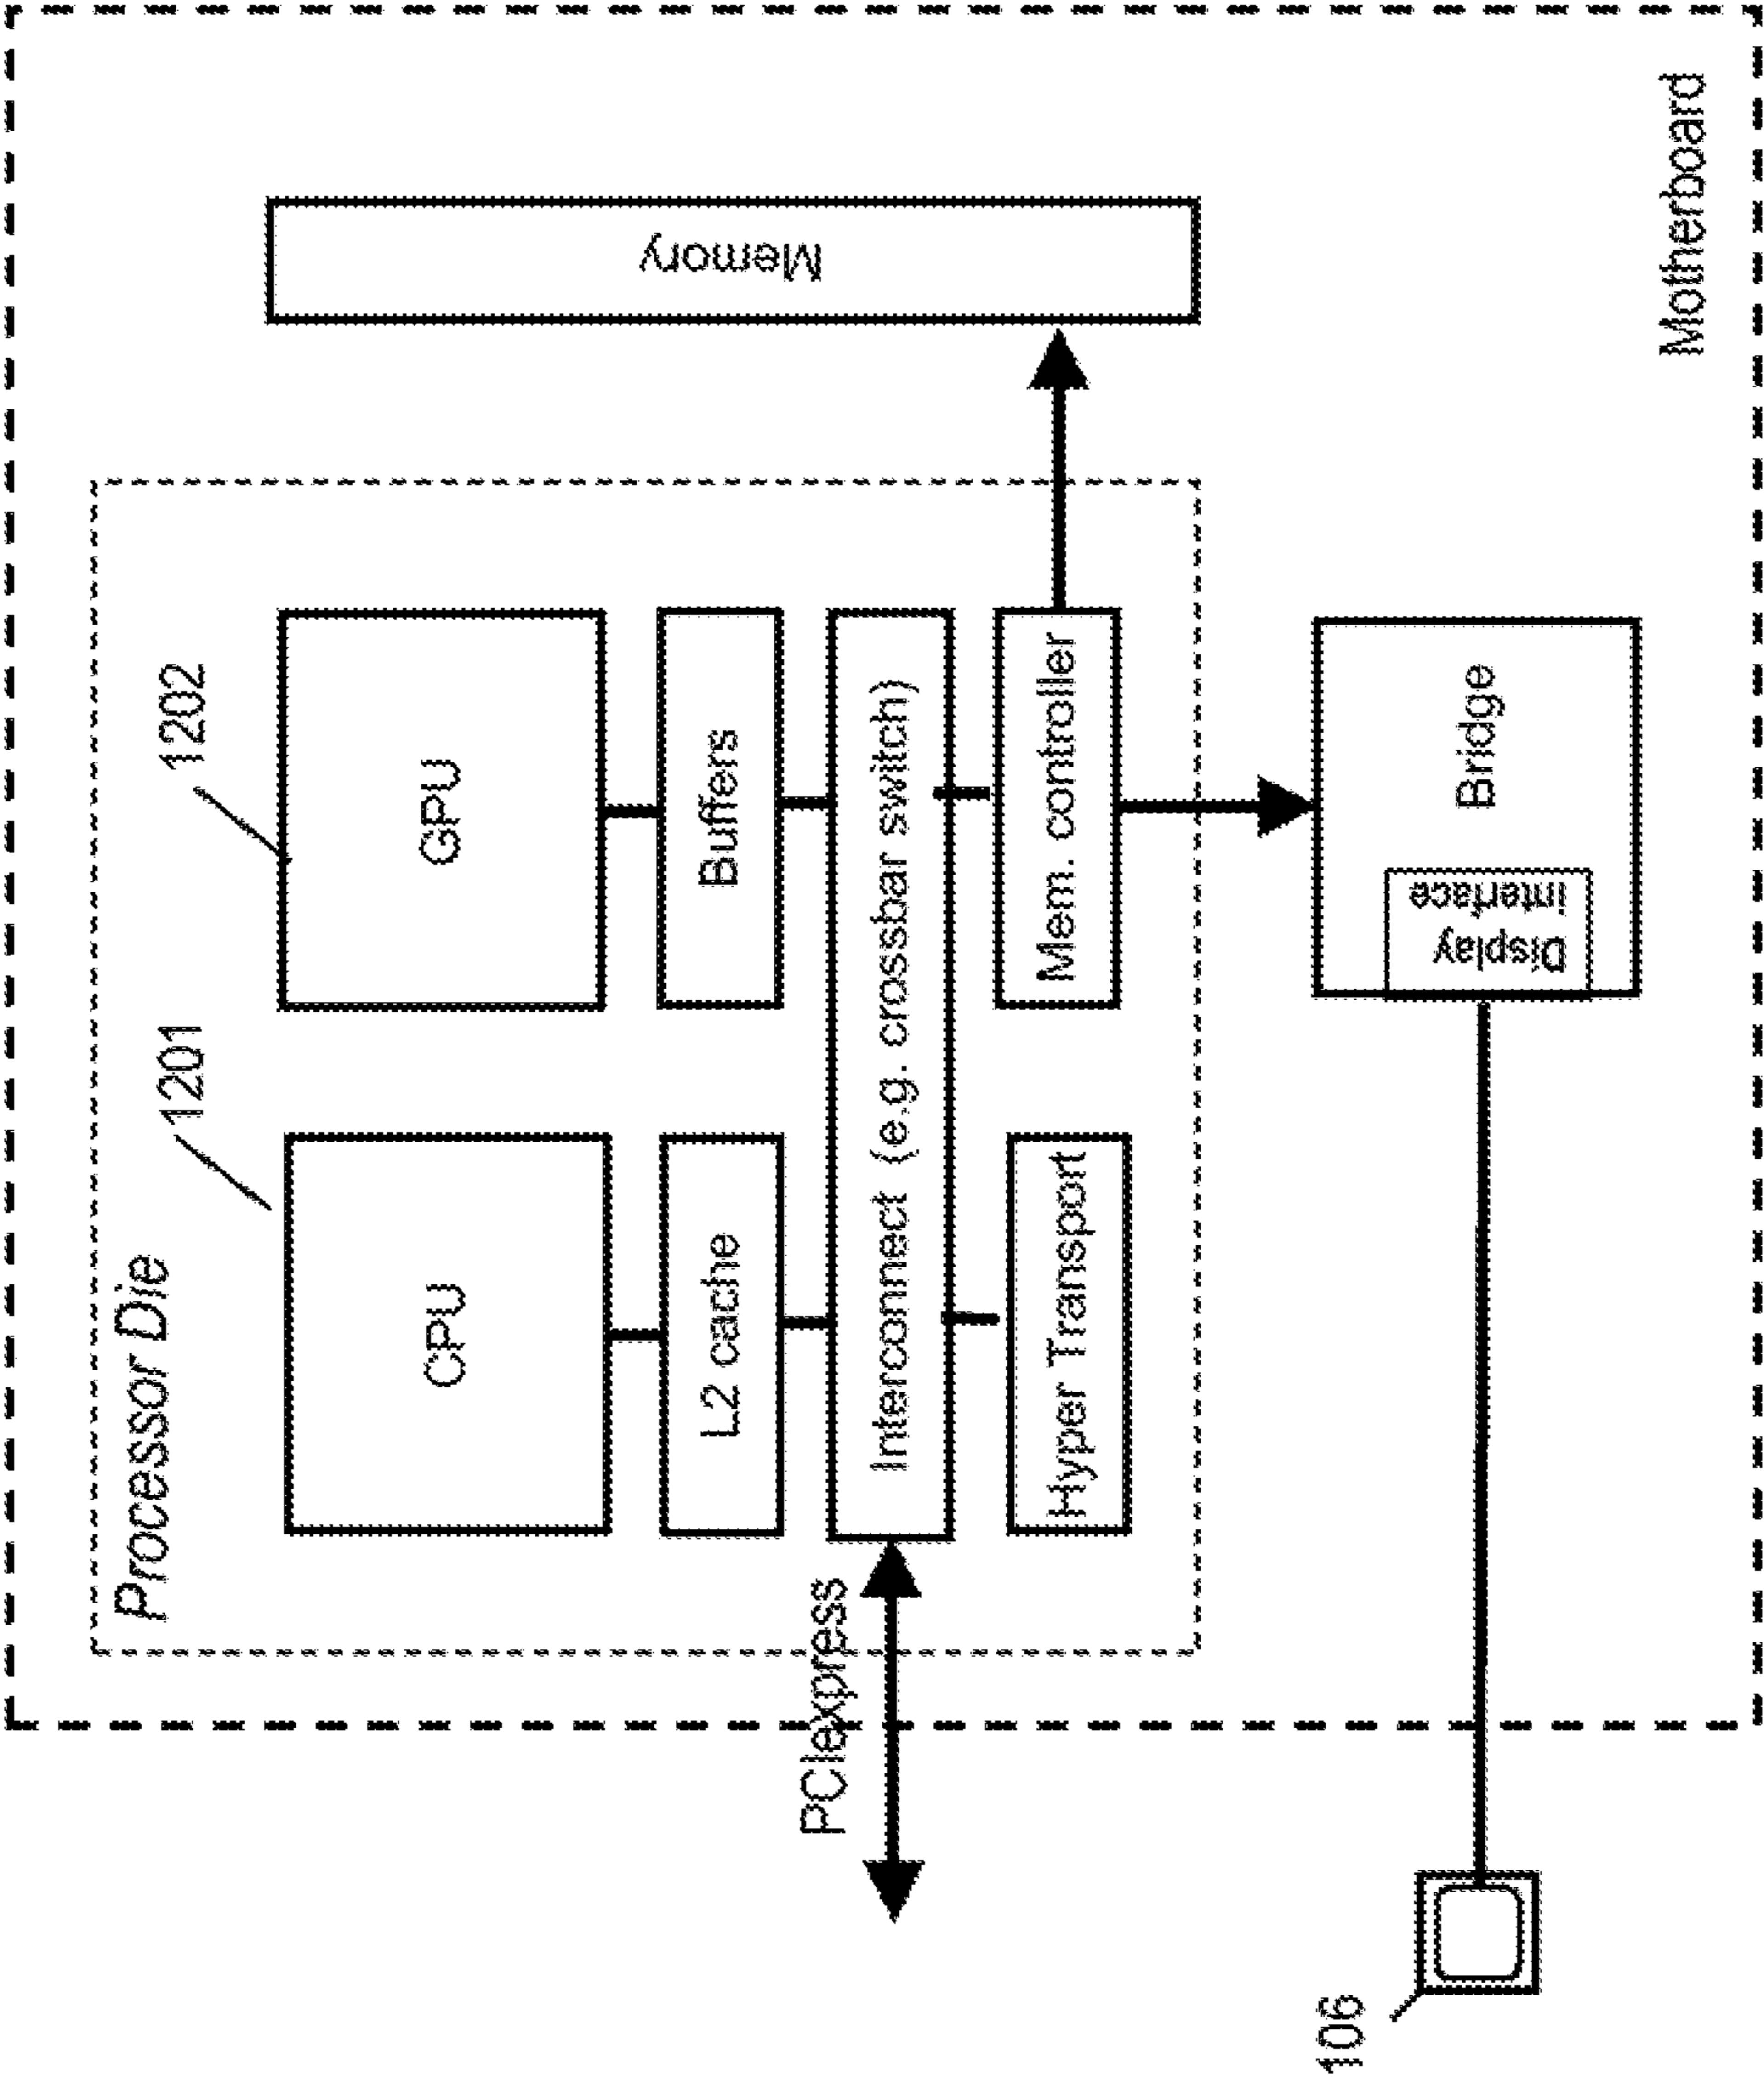 Processor Die
1201
1202
CPU
GPU
L2 cache
Buffers
Interconnect (e.g. crossbar switch)
PCIexpress
Hyper Transport
Mem. controller
Memory
Bridge
Display
interface
106
Motherboard